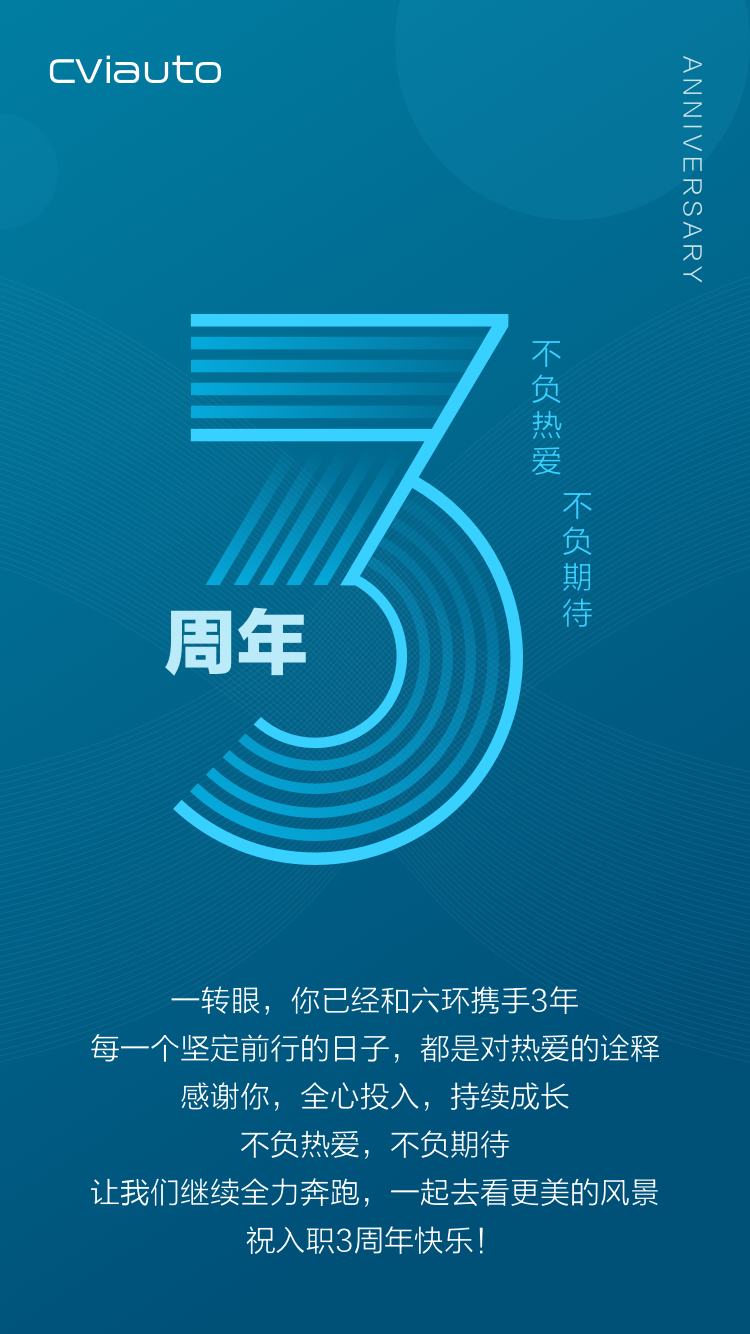 CViauto
ANNIVERSARY
3
周年
不负热爱
不负期待
一转眼，你已经和六环携手3年
每一个坚定前行的日子，都是对热爱的诠释
感谢你，全心投入，持续成长
不负热爱，不负期待
让我们继续全力奔跑，一起去看更美的风景
祝入职3周年快乐！